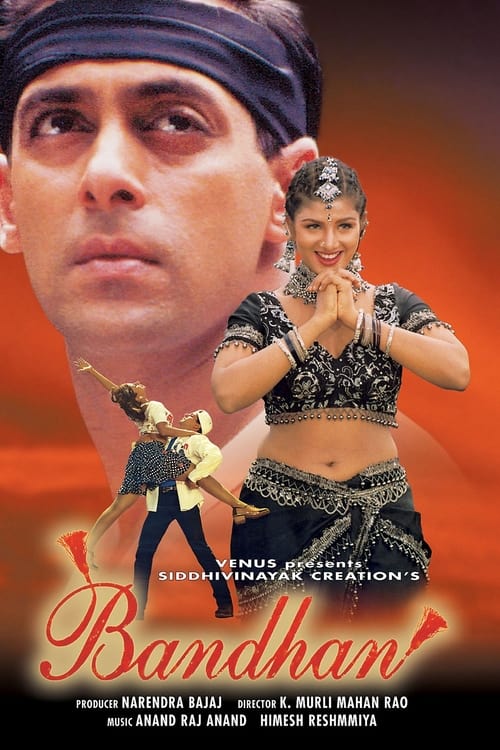 VENUS presents
SIDDHIVINAYAK CREATION'S
Bandhan
PRODUCER NARENDRA BAJAJ DIRECTOR K. MURLI MAHAN RAO
MUSIC ANAND RAJ ANAND HIMESH RESHMMIYA